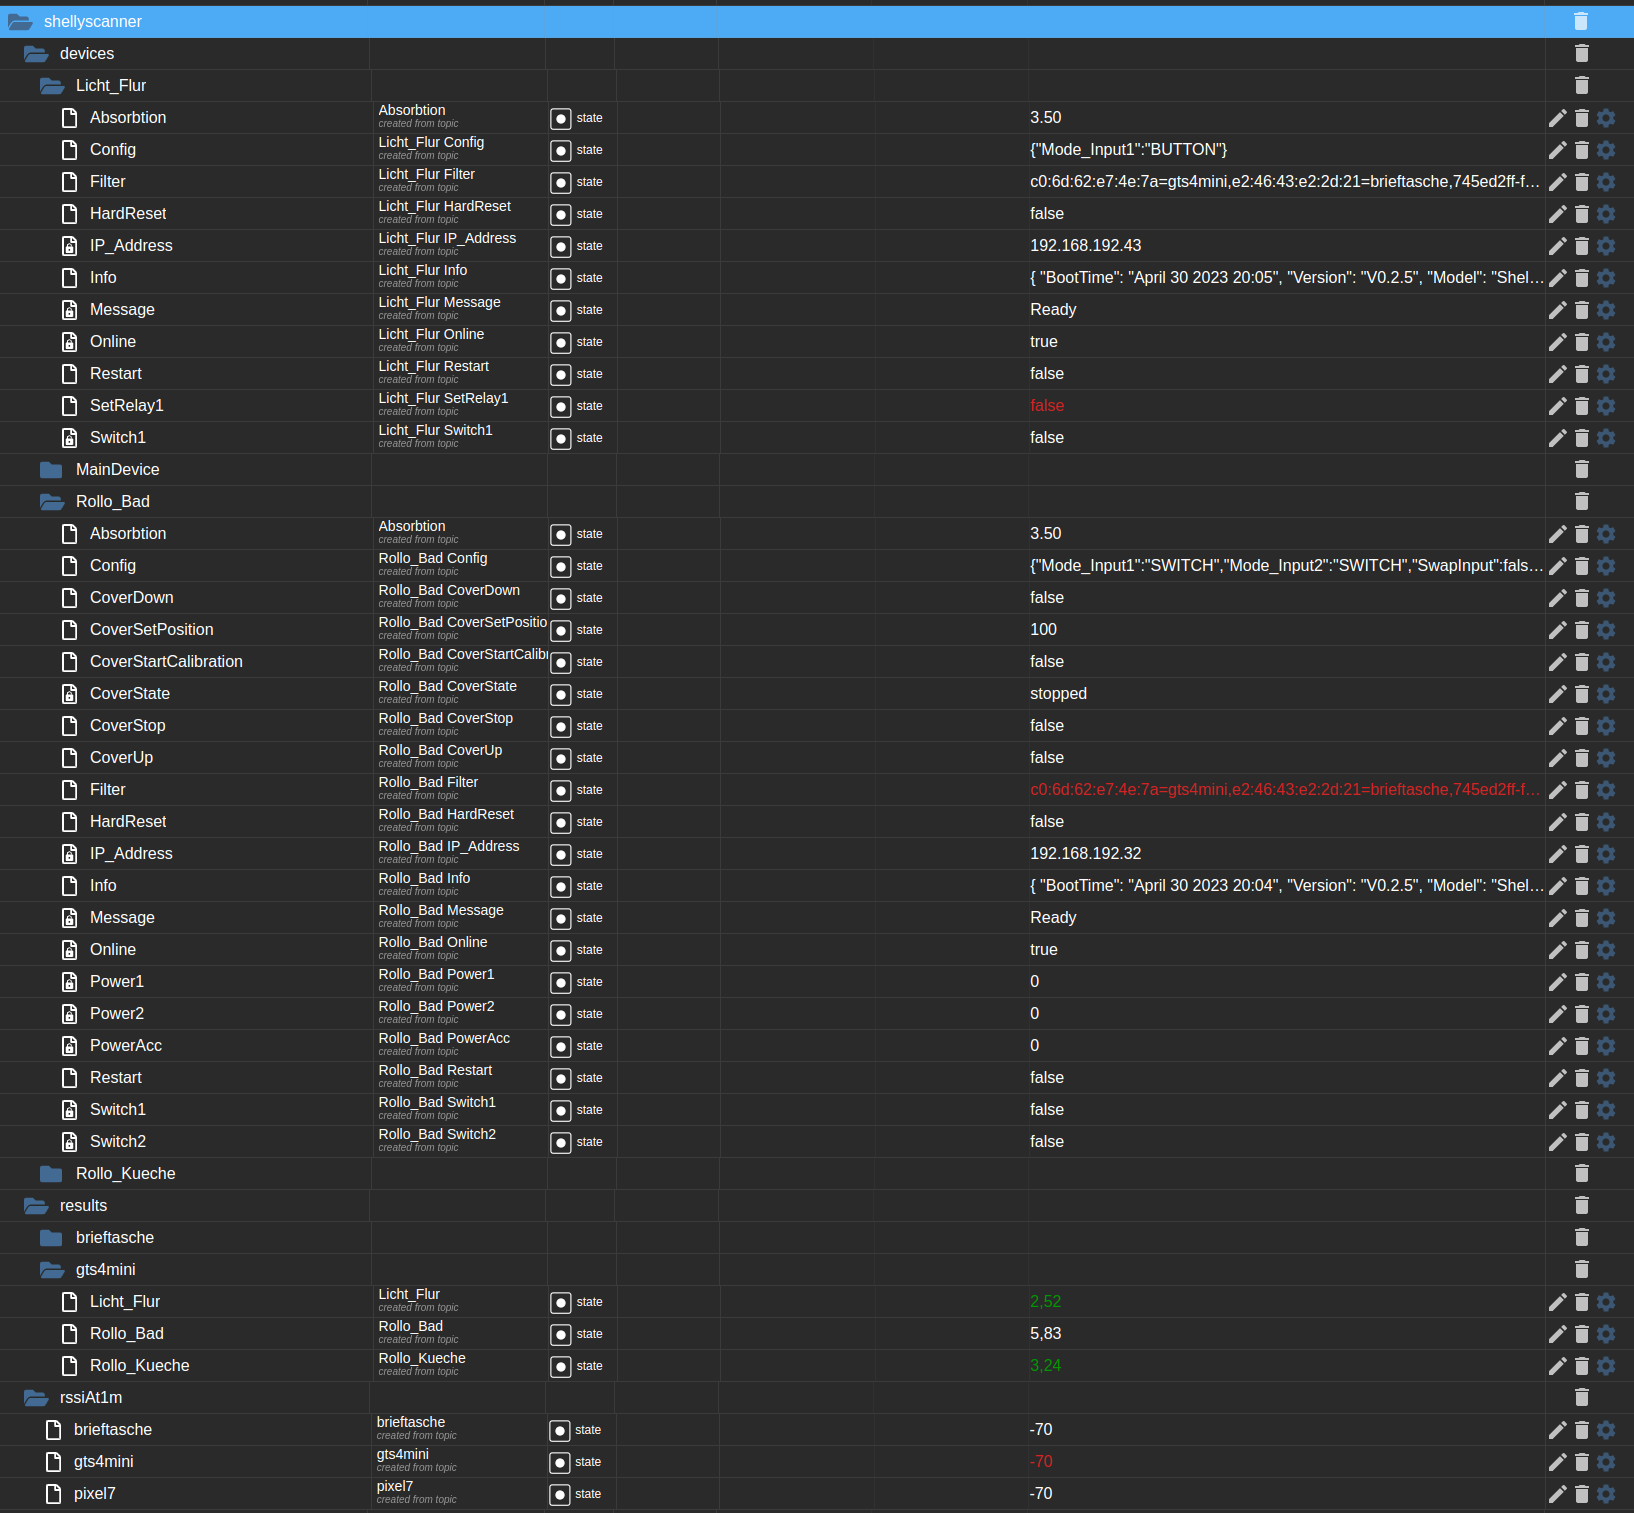 shellyscanner
devices
Licht_Flur
Absorbtion Absorbtion created from topic state 3.50
Config Licht_Flur Config created from topic state {"Mode_Input1":"BUTTON"}
Filter Licht_Flur Filter created from topic state c0:6d:62:e7:4e:7a=gts4mini,e2:46:43:e2:2d:21=brieftasche,745ed2ff-f...
HardReset Licht_Flur HardReset created from topic state false
IP_Address Licht_Flur IP_Address created from topic state 192.168.192.43
Info Licht_Flur Info created from topic state { "BootTime": "April 30 2023 20:05", "Version": "V0.2.5", "Model": "Shel...
Message Licht_Flur Message created from topic state Ready
Online Licht_Flur Online created from topic state true
Restart Licht_Flur Restart created from topic state false
SetRelay1 Licht_Flur SetRelay1 created from topic state false
Switch1 Licht_Flur Switch1 created from topic state false
MainDevice
Rollo_Bad
Absorbtion Absorbtion created from topic state 3.50
Config Rollo_Bad Config created from topic state {"Mode_Input1":"SWITCH","Mode_Input2":"SWITCH","SwapInput":fals...
CoverDown Rollo_Bad CoverDown created from topic state false
CoverSetPosition Rollo_Bad CoverSetPositio created from topic state 100
CoverStartCalibration Rollo_Bad CoverStartCalibr created from topic state false
CoverState Rollo_Bad CoverState created from topic state stopped
CoverStop Rollo_Bad CoverStop created from topic state false
CoverUp Rollo_Bad CoverUp created from topic state false
Filter Rollo_Bad Filter created from topic state c0:6d:62:e7:4e:7a=gts4mini,e2:46:43:e2:2d:21=brieftasche,745ed2ff-f...
HardReset Rollo_Bad HardReset created from topic state false
IP_Address Rollo_Bad IP_Address created from topic state 192.168.192.32
Info Rollo_Bad Info created from topic state { "BootTime": "April 30 2023 20:04", "Version": "V0.2.5", "Model": "Shel...
Message Rollo_Bad Message created from topic state Ready
Online Rollo_Bad Online created from topic state true
Power1 Rollo_Bad Power1 created from topic state 0
Power2 Rollo_Bad Power2 created from topic state 0
PowerAcc Rollo_Bad PowerAcc created from topic state 0
Restart Rollo_Bad Restart created from topic state false
Switch1 Rollo_Bad Switch1 created from topic state false
Switch2 Rollo_Bad Switch2 created from topic state false
Rollo_Kueche
results
brieftasche
gts4mini
Licht_Flur Licht_Flur created from topic state 2,52
Rollo_Bad Rollo_Bad created from topic state 5,83
Rollo_Kueche Rollo_Kueche created from topic state 3,24
rssiAt1m
brieftasche brieftasche created from topic state -70
gts4mini gts4mini created from topic state -70
pixel7 pixel7 created from topic state -70